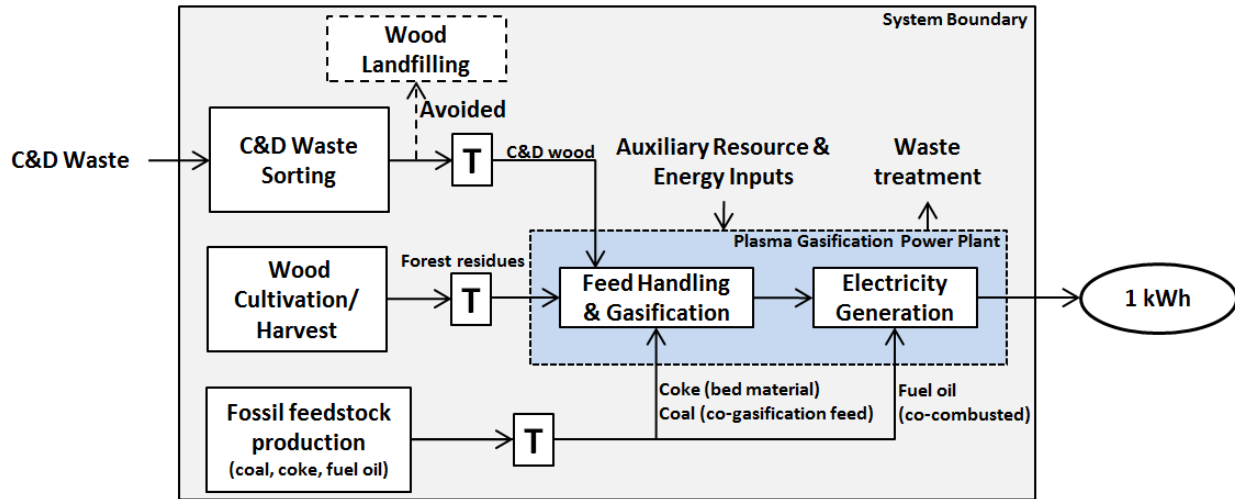 System Boundary
Wood
Landfilling
Avoided
C&D Waste
C&D Waste
Sorting
T
C&D wood
Auxiliary Resource &
Energy Inputs
Waste
treatment
Plasma Gasification Power Plant
Wood
Cultivation/
Harvest
Forest residues
T
Feed Handling
& Gasification
Electricity
Generation
1 kWh
Fossil feedstock
production
(coal, coke, fuel oil)
T
Coke (bed material)
Coal (co-gasification feed)
Fuel oil
(co-combusted)